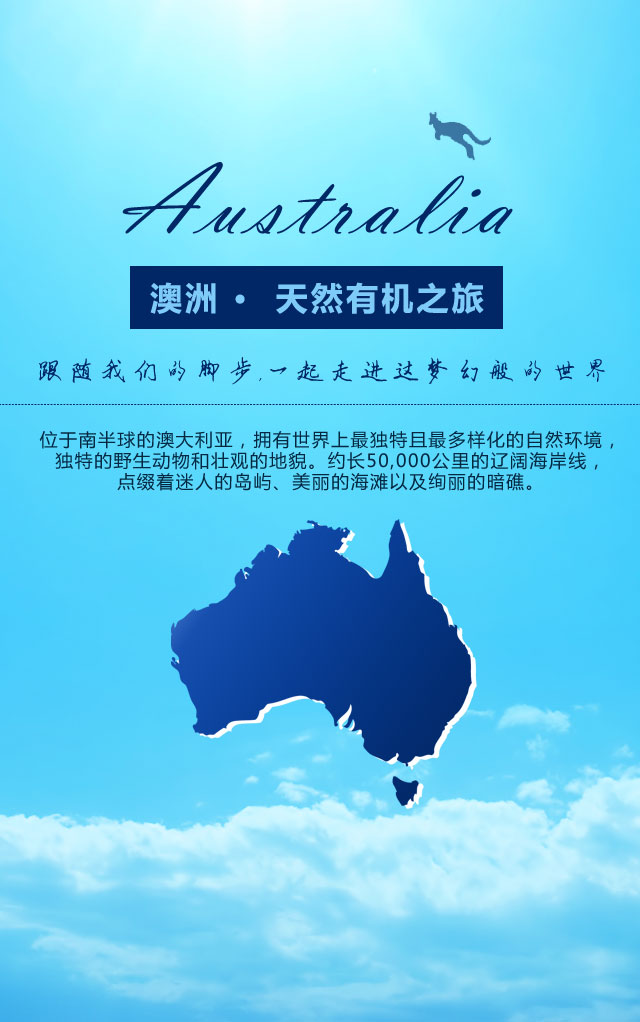 Australia
澳洲 · 天然有机之旅
跟随我们的脚步,一起走进这梦幻般的世界
位于南半球的澳大利亚，拥有世界上最独特且最多样化的自然环境，
独特的野生动物和壮观的地貌。约长50,000公里的辽阔海岸线，
点缀着迷人的岛屿、美丽的海滩以及绚丽的暗礁。